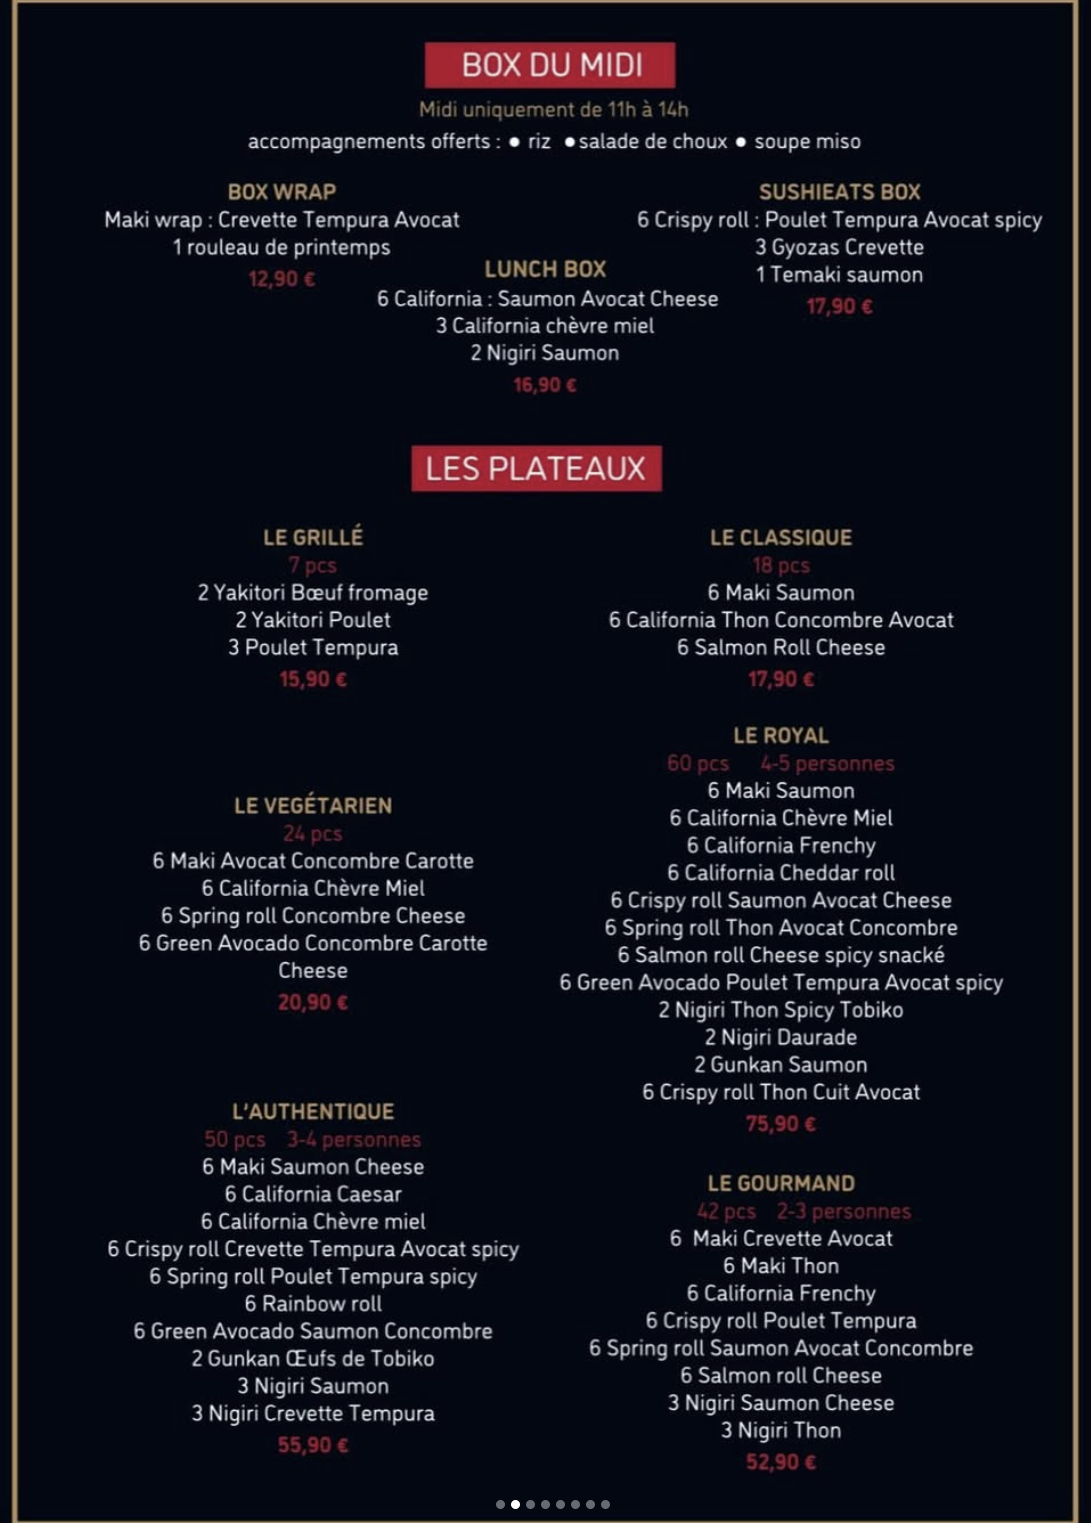 BOX DU MIDI
Midi uniquement de 11h à 14h
accompagnements offerts : ● riz ● salade de choux ● soupe miso
BOX WRAP
Maki wrap : Crevette Tempura Avocat
1 rouleau de printemps
12,90 €
LUNCH BOX
6 California : Saumon Avocat Cheese
3 California chèvre miel
2 Nigiri Saumon
16,90 €
SUSHIEATS BOX
6 Crispy roll : Poulet Tempura Avocat spicy
3 Gyozas Crevette
1 Temaki saumon
17,90 €
LES PLATEAUX
LE GRILLÉ
7 pcs
2 Yakitori Bœuf fromage
2 Yakitori Poulet
3 Poulet Tempura
15,90 €
LE CLASSIQUE
18 pcs
6 Maki Saumon
6 California Thon Concombre Avocat
6 Salmon Roll Cheese
17,90 €
LE VEGÉTARIEN
24 pcs
6 Maki Avocat Concombre Carotte
6 California Chèvre Miel
6 Spring roll Concombre Cheese
6 Green Avocado Concombre Carotte
Cheese
20,90 €
LE ROYAL
60 pcs 4-5 personnes
6 Maki Saumon
6 California Chèvre Miel
6 California Frenchy
6 California Cheddar roll
6 Crispy roll Saumon Avocat Cheese
6 Spring roll Thon Avocat Concombre
6 Salmon roll Cheese spicy snacké
6 Green Avocado Poulet Tempura Avocat spicy
2 Nigiri Thon Spicy Tobiko
2 Nigiri Daurade
2 Gunkan Saumon
6 Crispy roll Thon Cuit Avocat
75,90 €
L'AUTHENTIQUE
50 pcs 3-4 personnes
6 Maki Saumon Cheese
6 California Caesar
6 California Chèvre miel
6 Crispy roll Crevette Tempura Avocat spicy
6 Spring roll Poulet Tempura spicy
6 Rainbow roll
6 Green Avocado Saumon Concombre
2 Gunkan Œufs de Tobiko
3 Nigiri Saumon
3 Nigiri Crevette Tempura
55,90 €
LE GOURMAND
42 pcs 2-3 personnes
6 Maki Crevette Avocat
6 Maki Thon
6 California Frenchy
6 Crispy roll Poulet Tempura
6 Spring roll Saumon Avocat Concombre
6 Salmon roll Cheese
3 Nigiri Saumon Cheese
3 Nigiri Thon
52,90 €